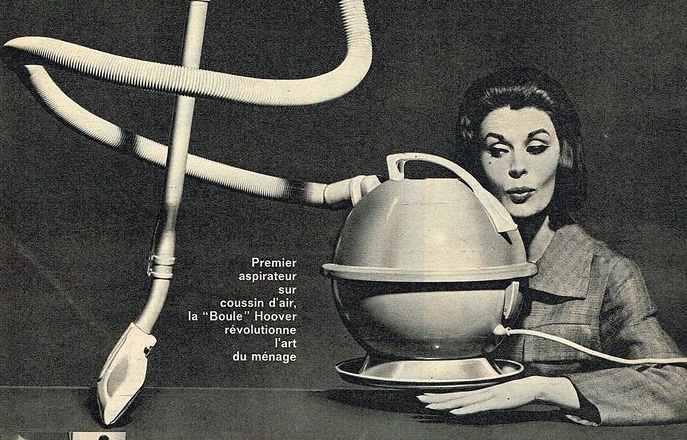 Premier
aspirateur
sur
coussin d'air,
la "Boule" Hoover
révolutionne
l'art
du ménage